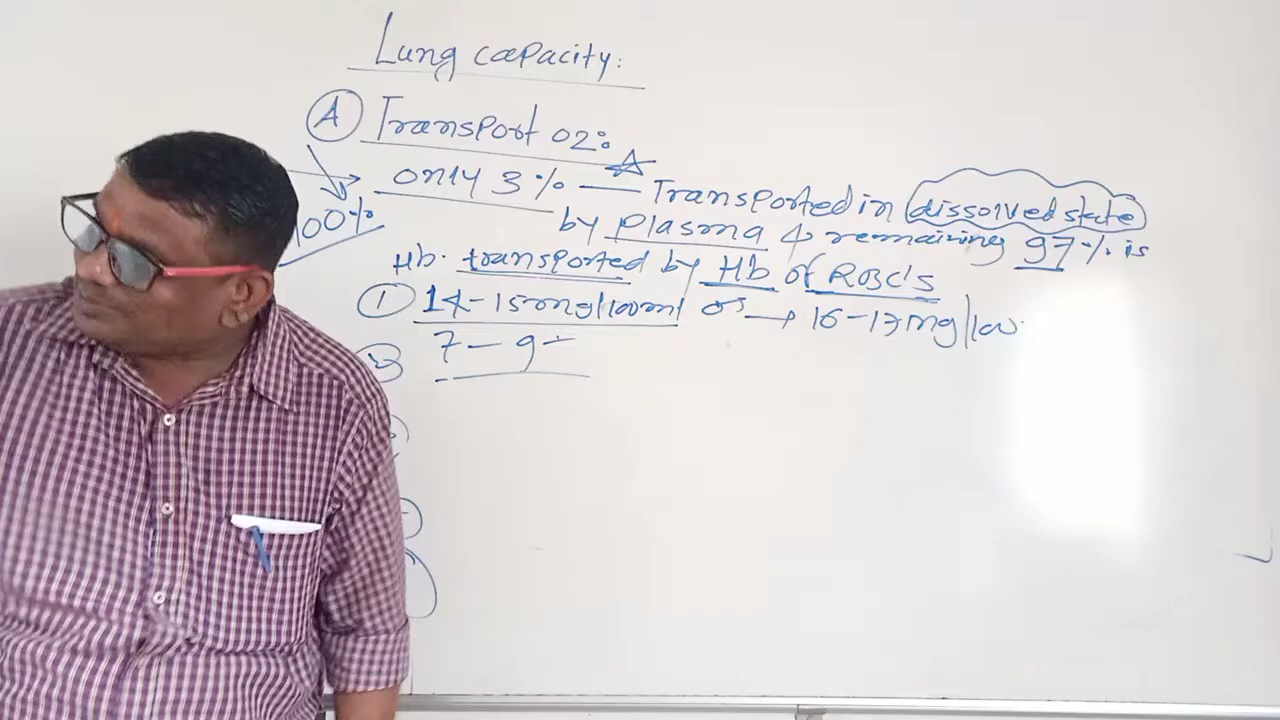 Lung capacity:
A Transport O2:
only 3% — Transported in dissolved state
100%
by Plasma & remaining 97% is
Hb. transported by Hb of RBC's
1 14-15mg/100ml or → 16-17mg/100
2 7-9